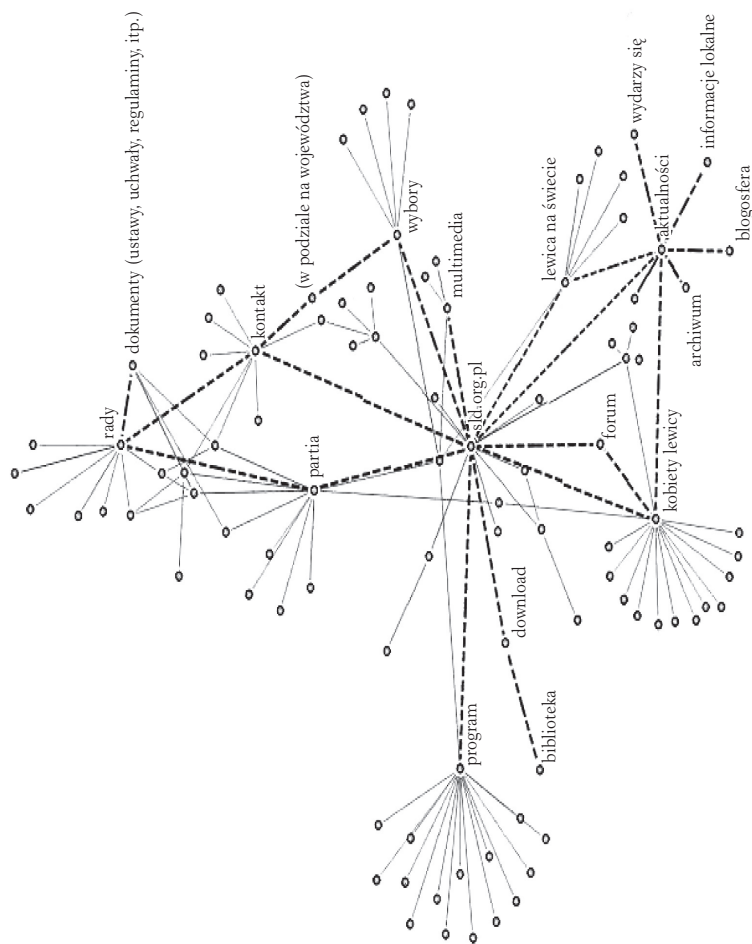 dokumenty (ustawy, uchwały, regulaminy, itp.)
rady
kontakt
(w podziale na województwa)
wybory
multimedia
partia
sld.org.pl
lewica na świecie
wydarzy się
aktualności
informacje lokalne
blogosfera
archiwum
forum
kobiety lewicy
download
biblioteka
program